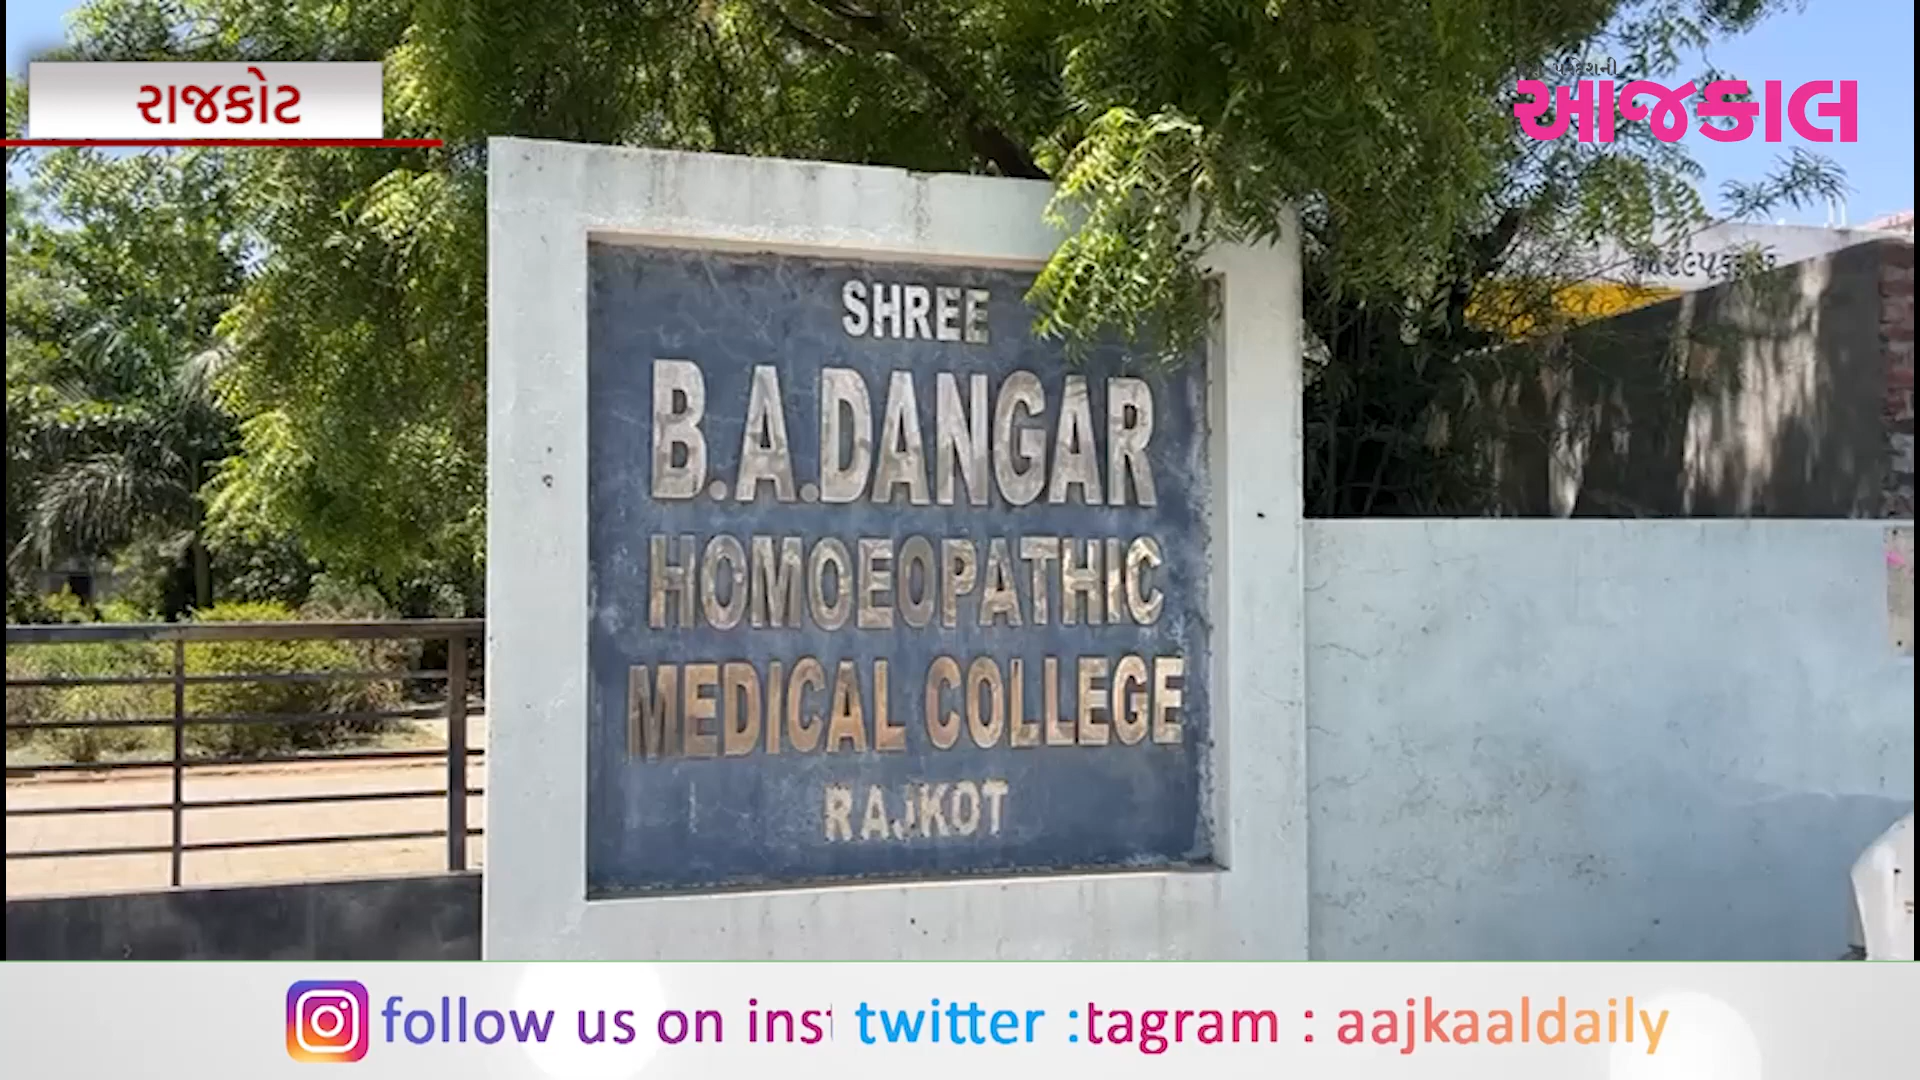 રાજકોટ
આજકાલ
SHREE
B.A.DANGAR
HOMOEOPATHIC
MEDICAL COLLEGE
RAJKOT
follow us on inst twitter :tagram : aajkaaldaily